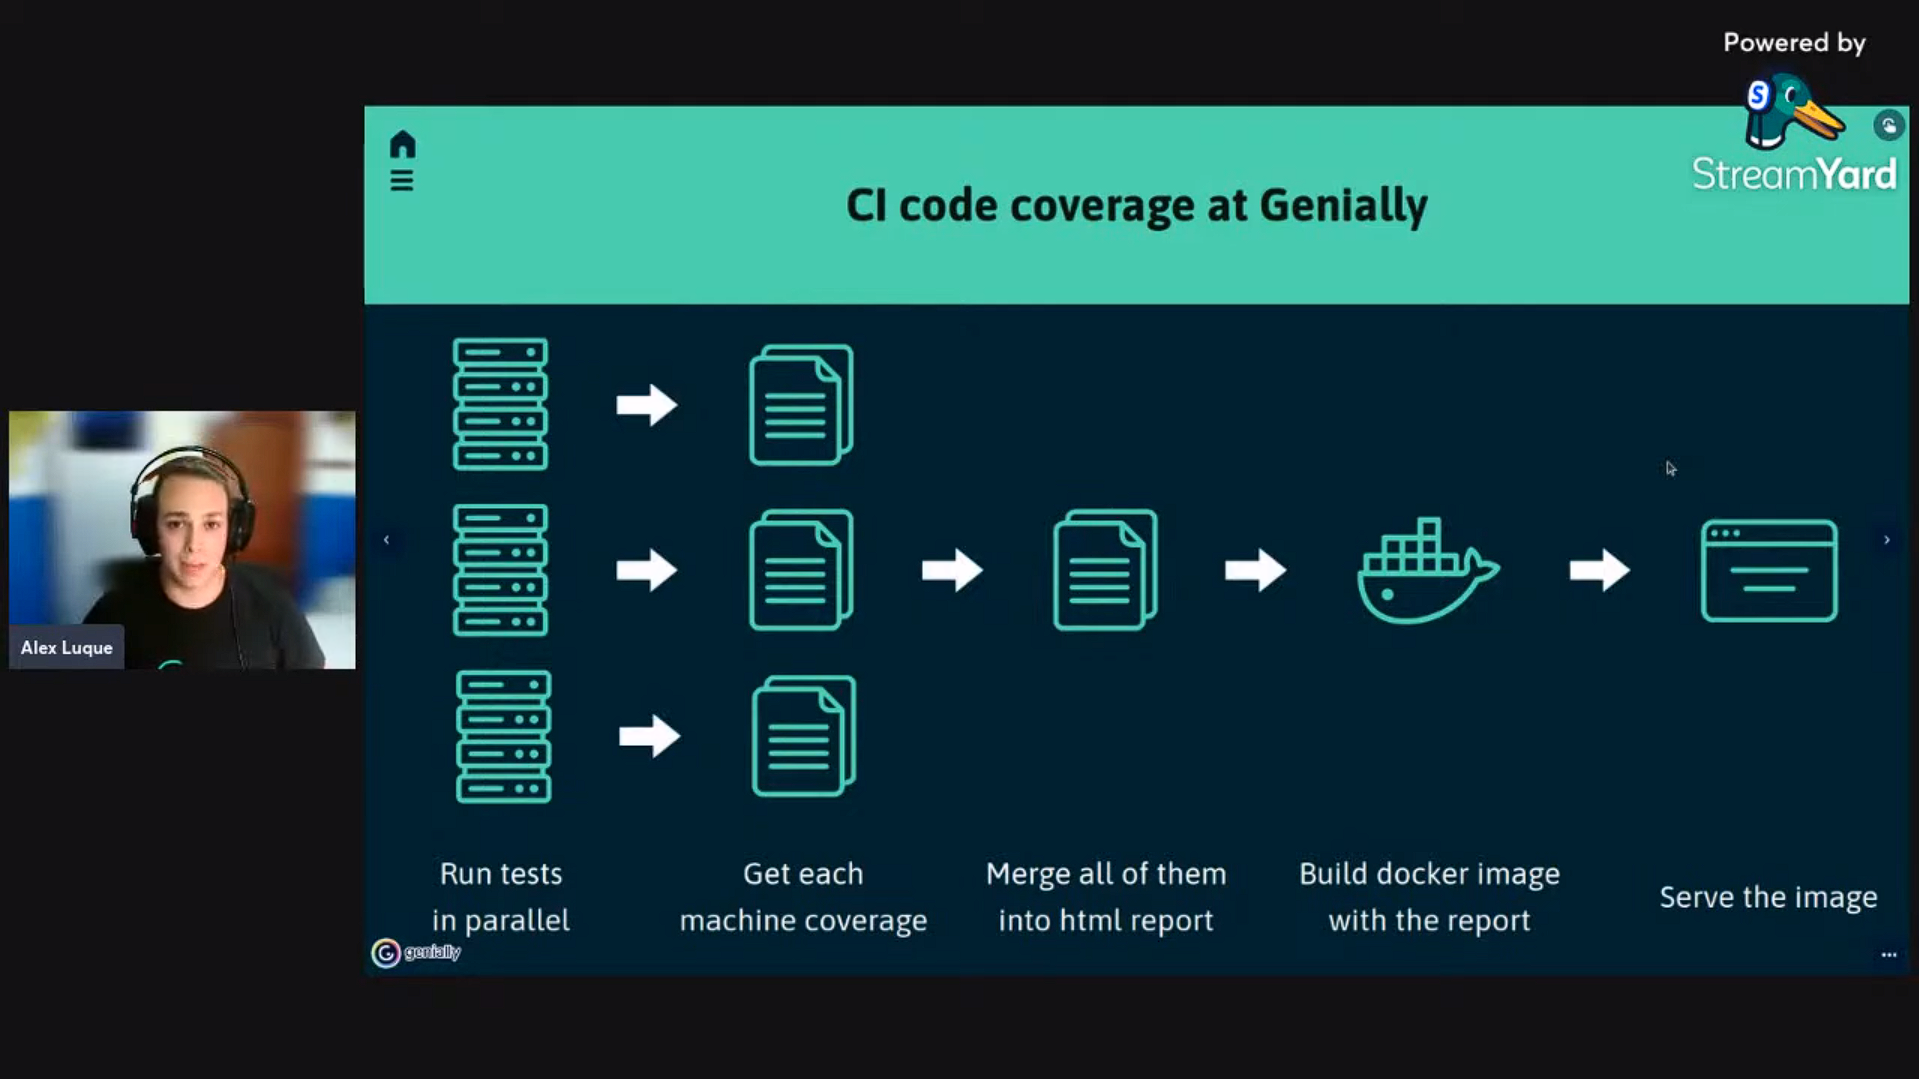 Powered by
StreamYard
CI code coverage at Genially
Alex Luque
Run tests
in parallel
Get each
machine coverage
Merge all of them
into html report
Build docker image
with the report
Serve the image
genially